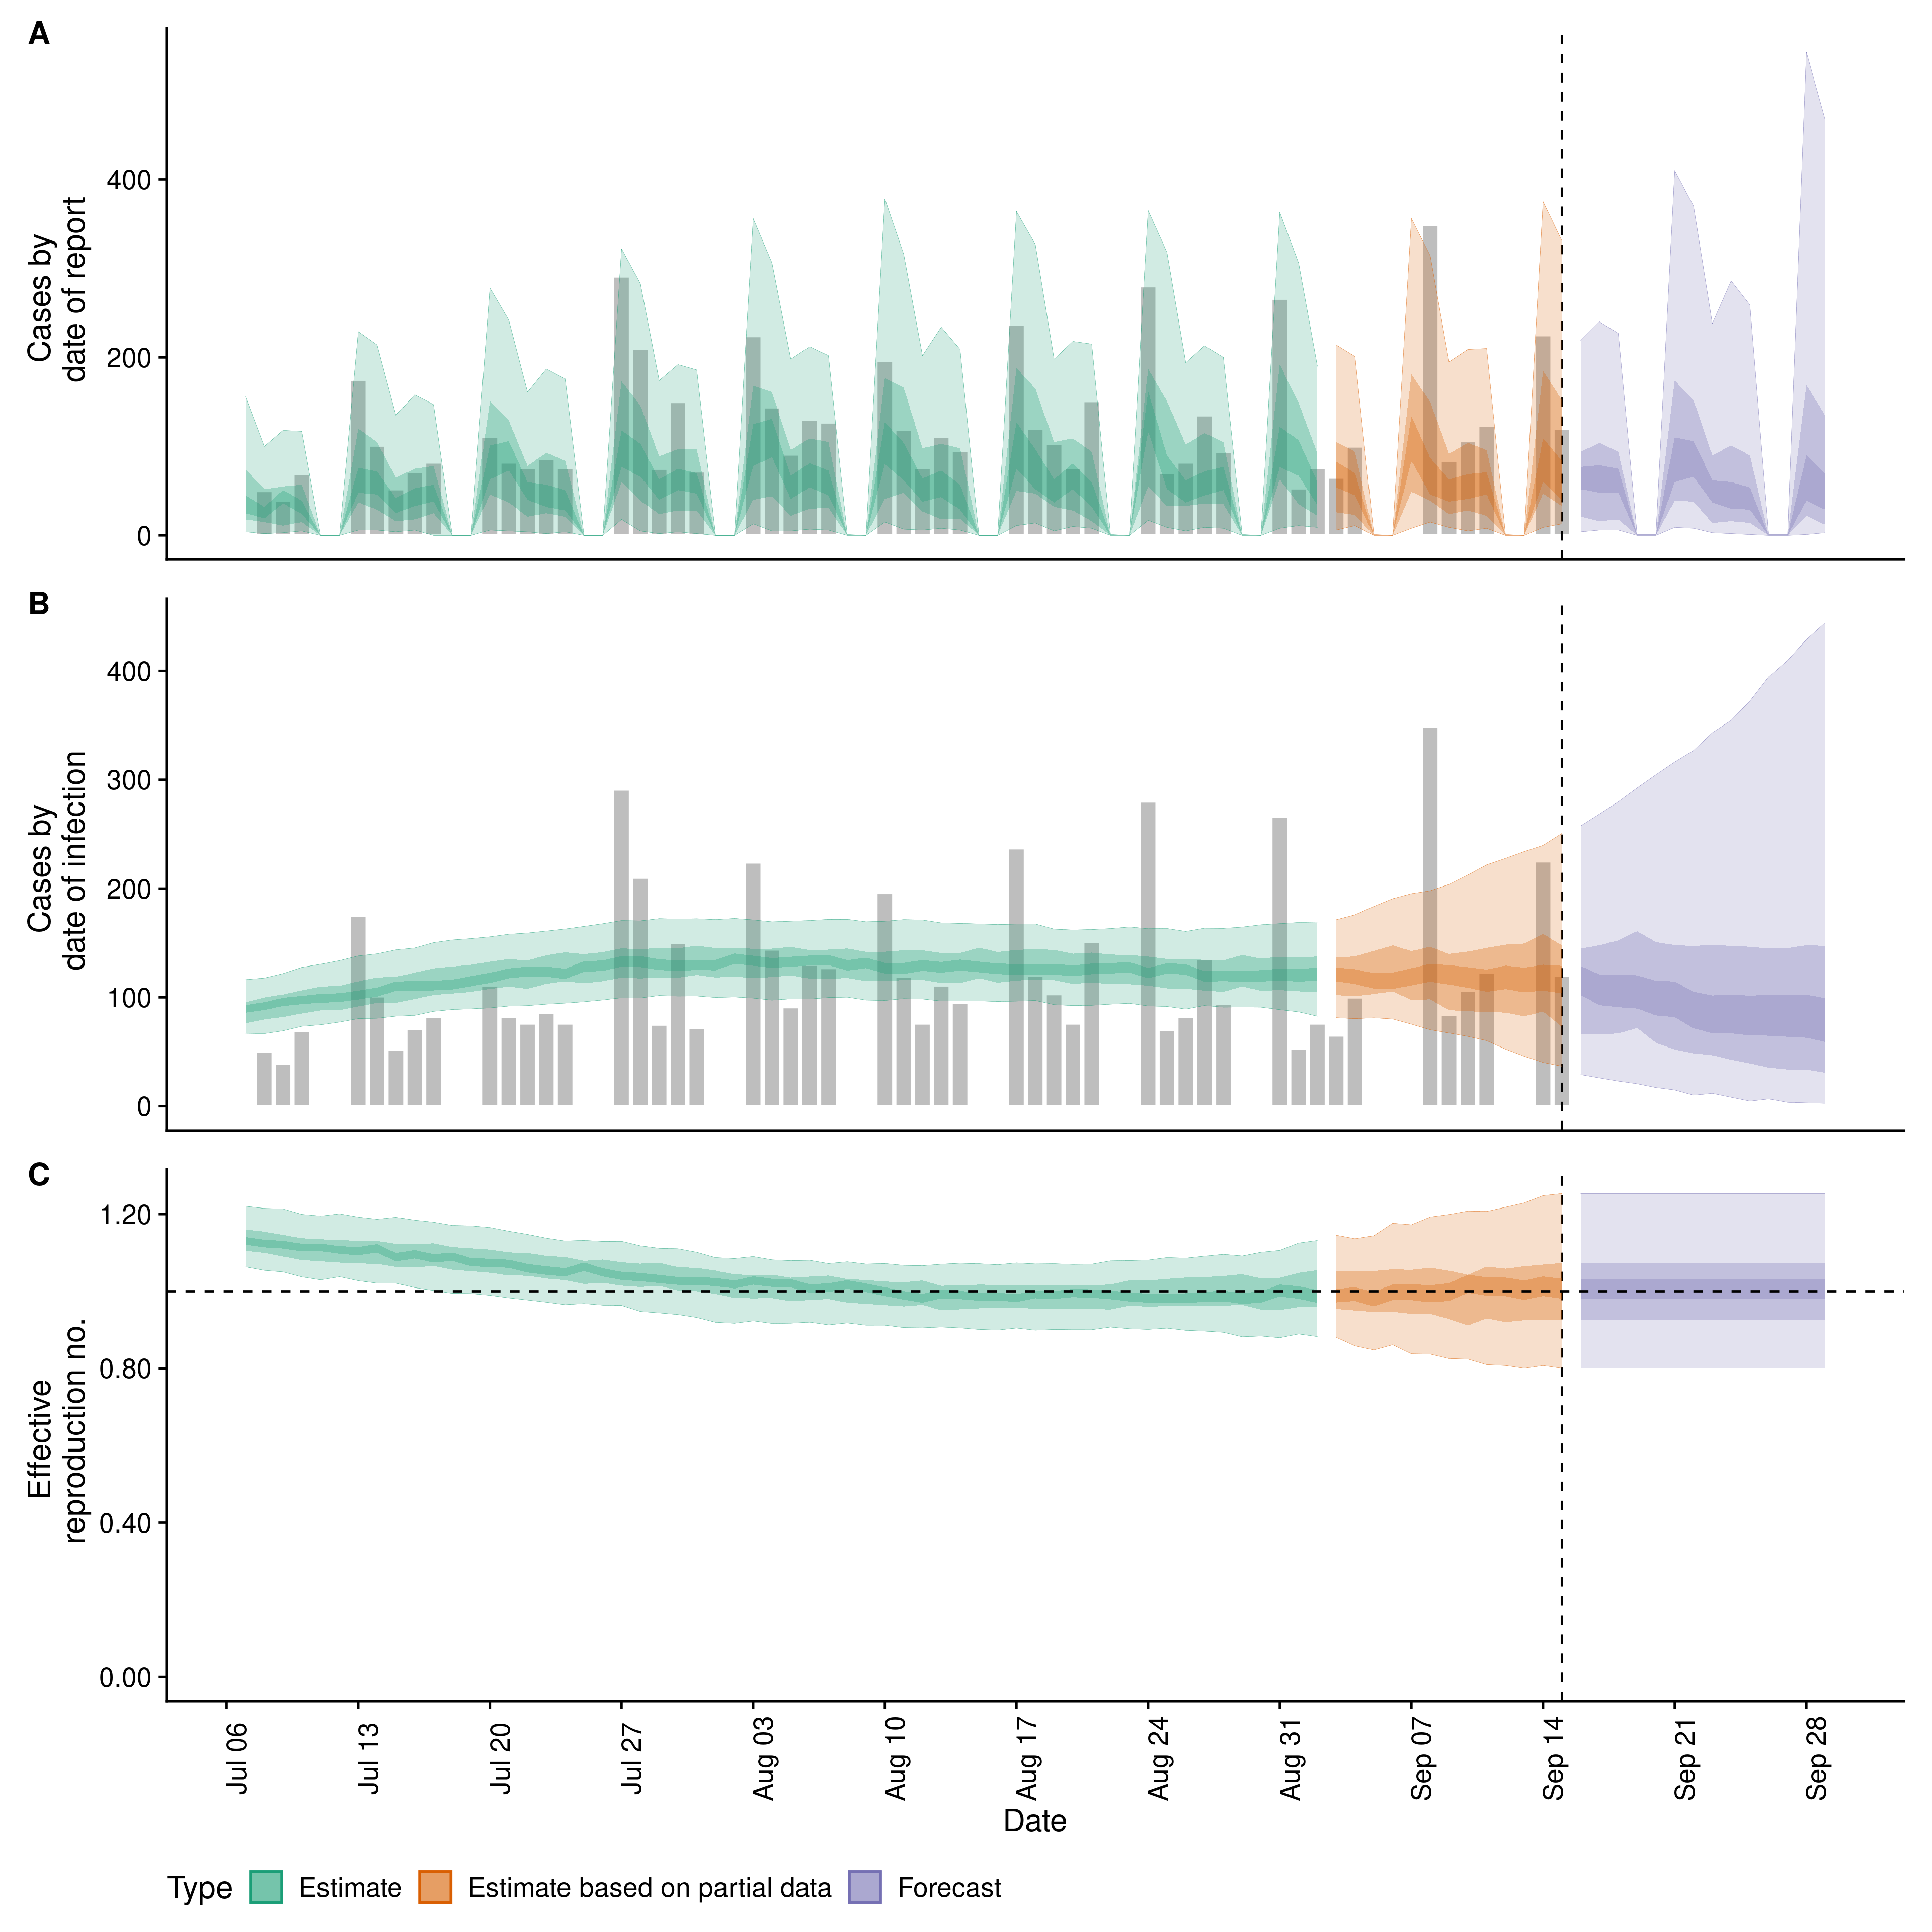 A
Cases by
date of report
400
200
0
B
Cases by
date of infection
400
300
200
100
0
C
Effective
reproduction no.
1.20
0.80
0.40
0.00
Jul 06
Jul 13
Jul 20
Jul 27
Aug 03
Aug 10
Aug 17
Aug 24
Aug 31
Sep 07
Sep 14
Sep 21
Sep 28
Date
Type Estimate Estimate based on partial data Forecast